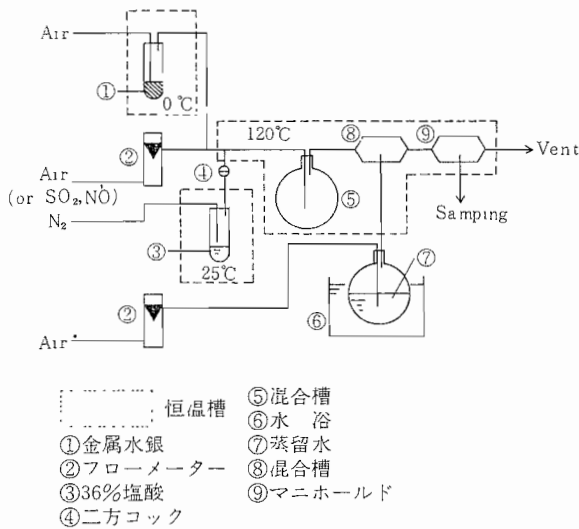 Air
①
0℃
②
Air
(or SO₂,NO)
N₂
④
120℃
⑧
⑨
Vent
⑤
Samping
③
25℃
⑦
②
⑥
Air
恒温槽
①金属水銀
②フローメーター
③36%塩酸
④二方コック
⑤混合槽
⑥水 浴
⑦蒸留水
⑧混合槽
⑨マニホールド